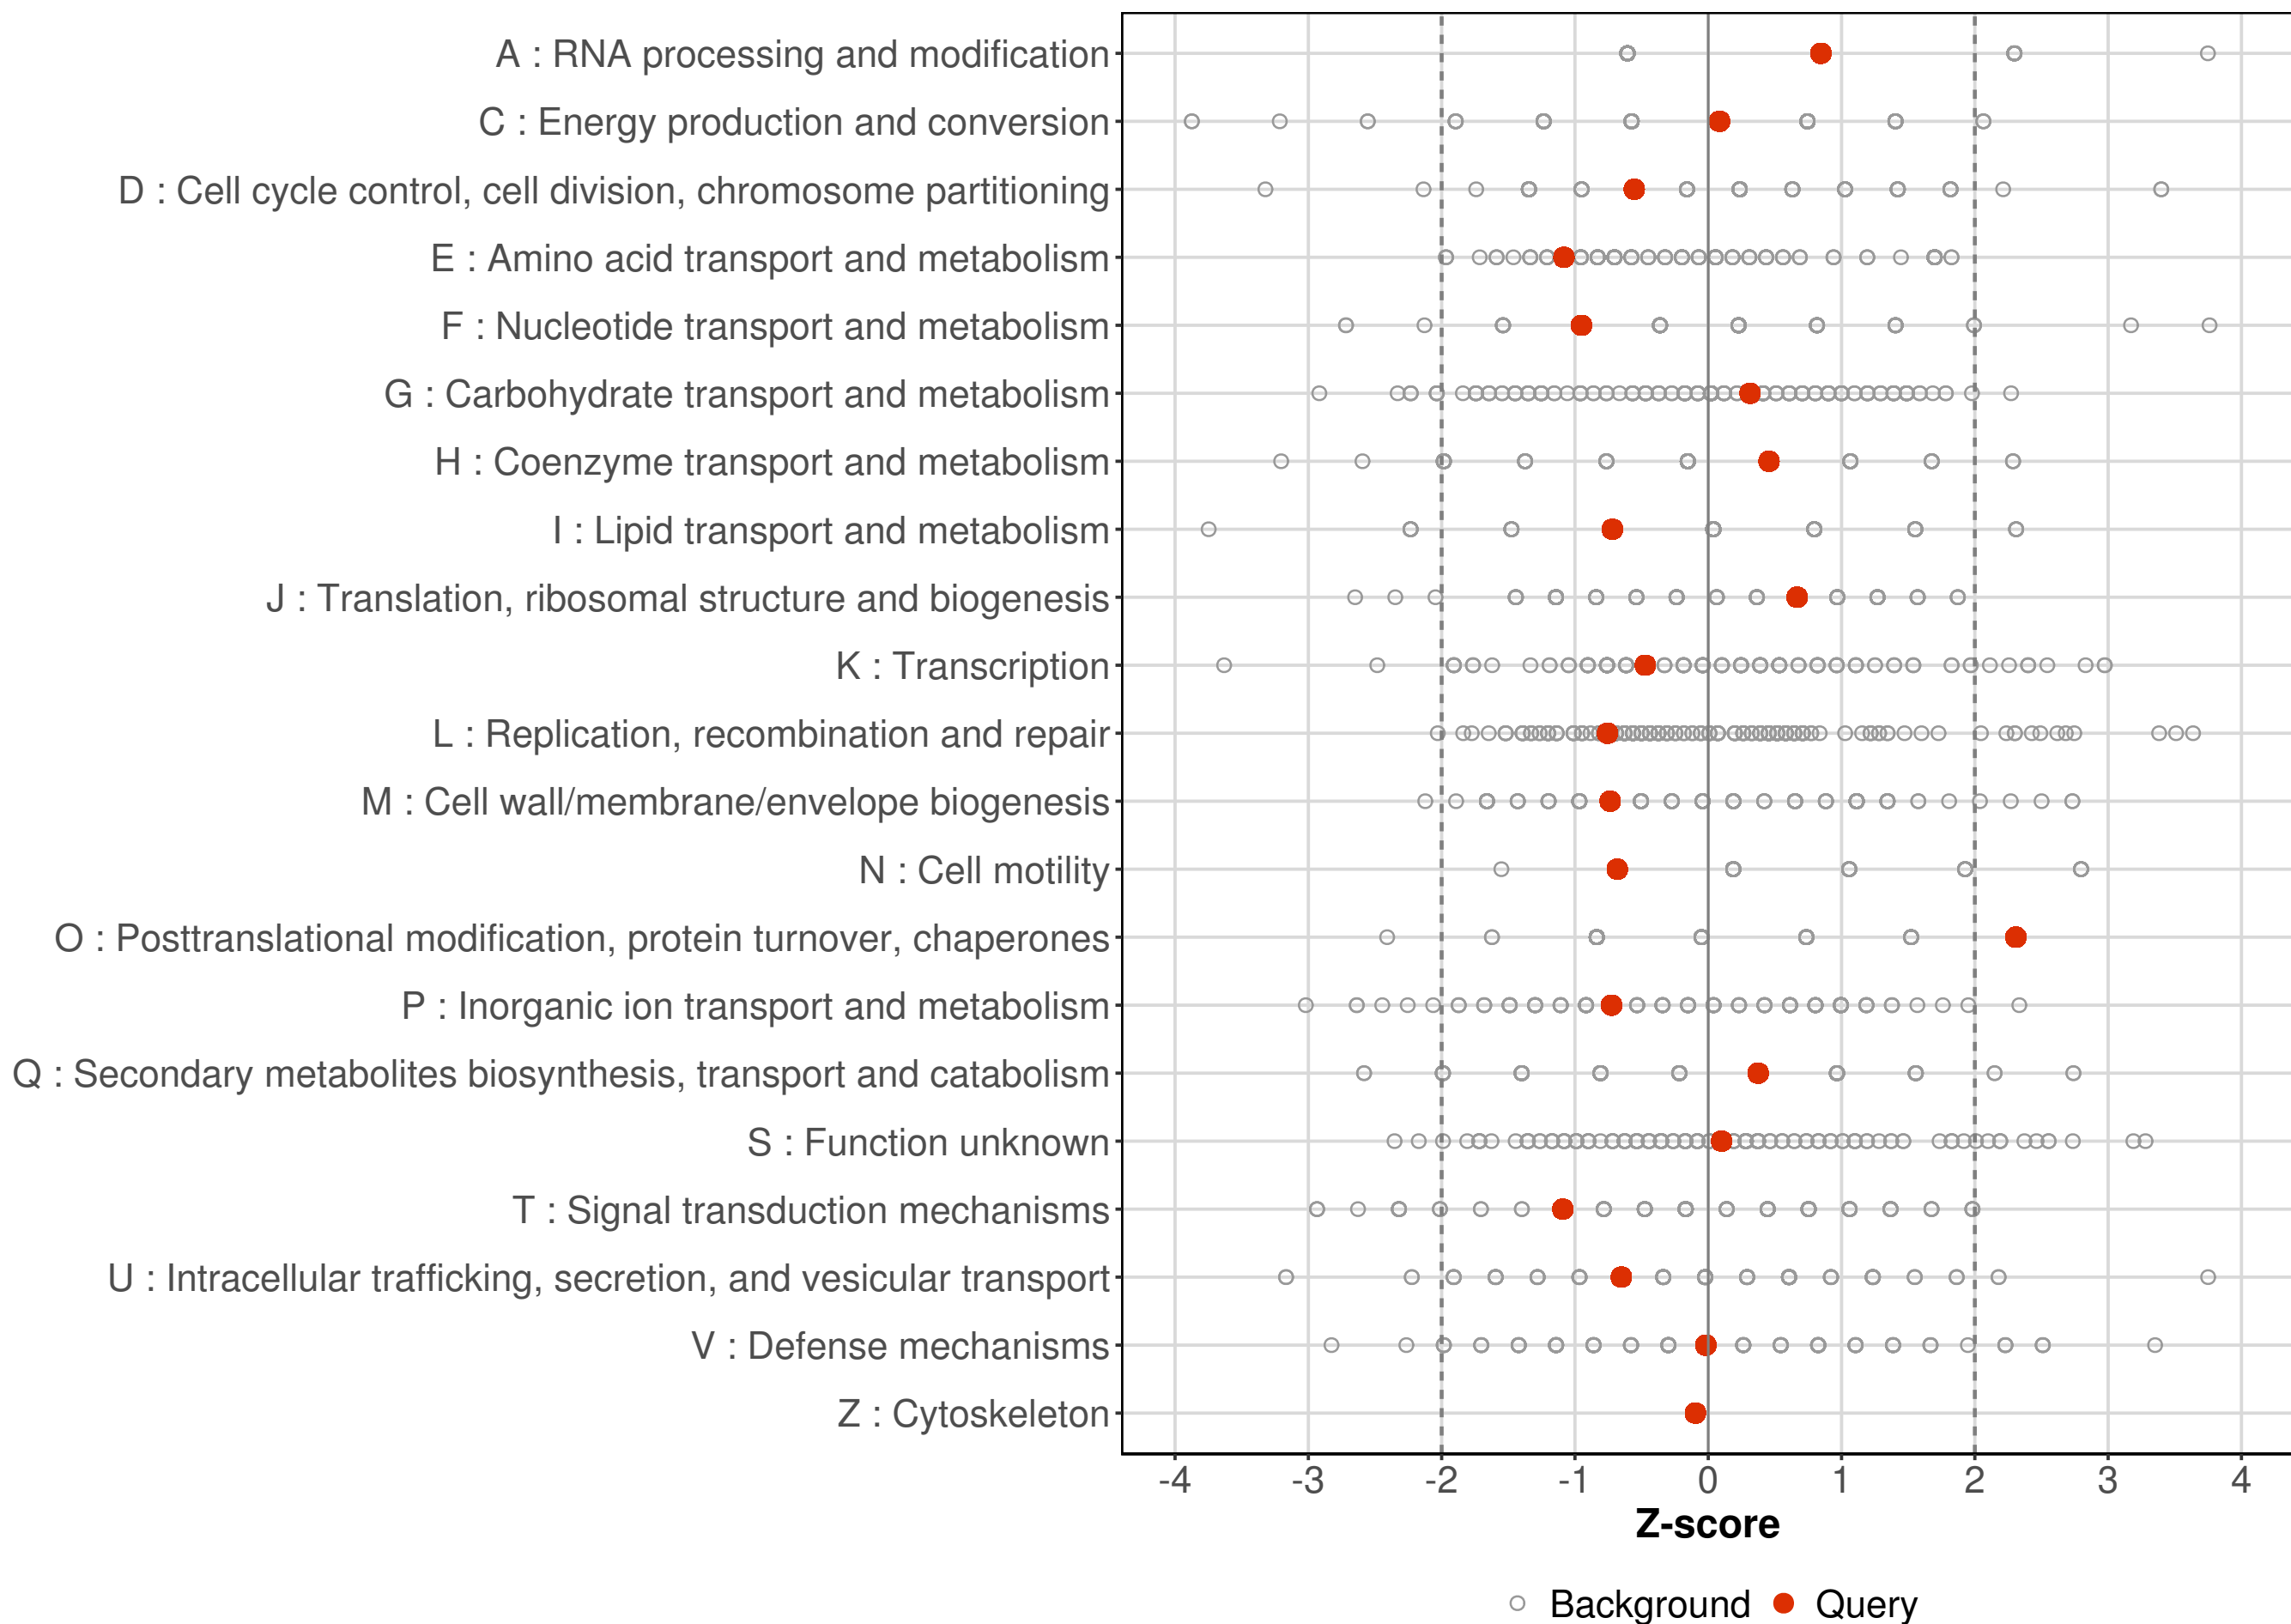 A : RNA processing and modification
C : Energy production and conversion
D : Cell cycle control, cell division, chromosome partitioning
E : Amino acid transport and metabolism
F : Nucleotide transport and metabolism
G : Carbohydrate transport and metabolism
H : Coenzyme transport and metabolism
I : Lipid transport and metabolism
J : Translation, ribosomal structure and biogenesis
K : Transcription
L : Replication, recombination and repair
M : Cell wall/membrane/envelope biogenesis
N : Cell motility
O : Posttranslational modification, protein turnover, chaperones
P : Inorganic ion transport and metabolism
Q : Secondary metabolites biosynthesis, transport and catabolism
S : Function unknown
T : Signal transduction mechanisms
U : Intracellular trafficking, secretion, and vesicular transport
V : Defense mechanisms
Z : Cytoskeleton
-4 -3 -2 -1 0 1 2 3 4
Z-score
Background Query